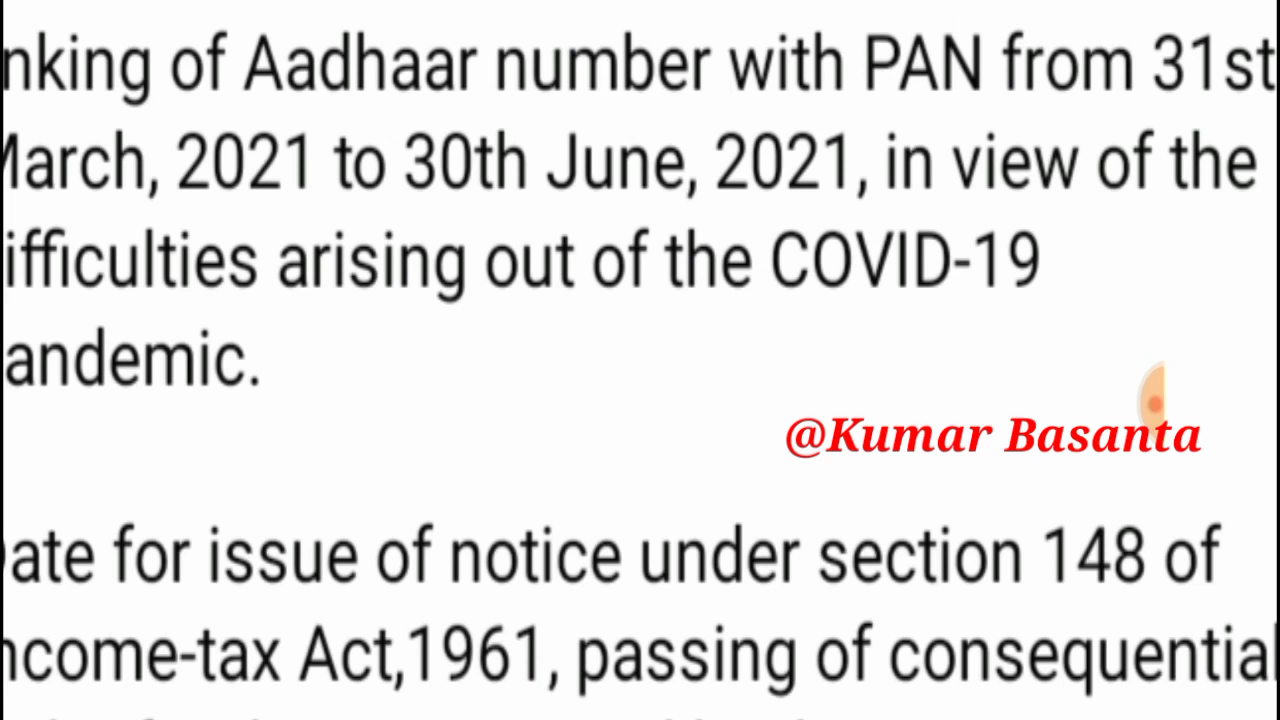 nking of Aadhaar number with PAN from 31st
March, 2021 to 30th June, 2021, in view of the
ifficulties arising out of the COVID-19
andemic.
@Kumar Basanta
ate for issue of notice under section 148 of
ncome-tax Act,1961, passing of consequential